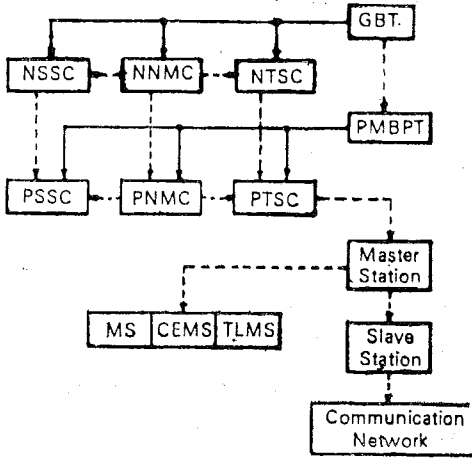 GBT.
NSSC NNMC NTSC
PMBPT
PSSC PNMC PTSC
Master
Station
MS CEMS TLMS
Slave
Station
Communication
Network